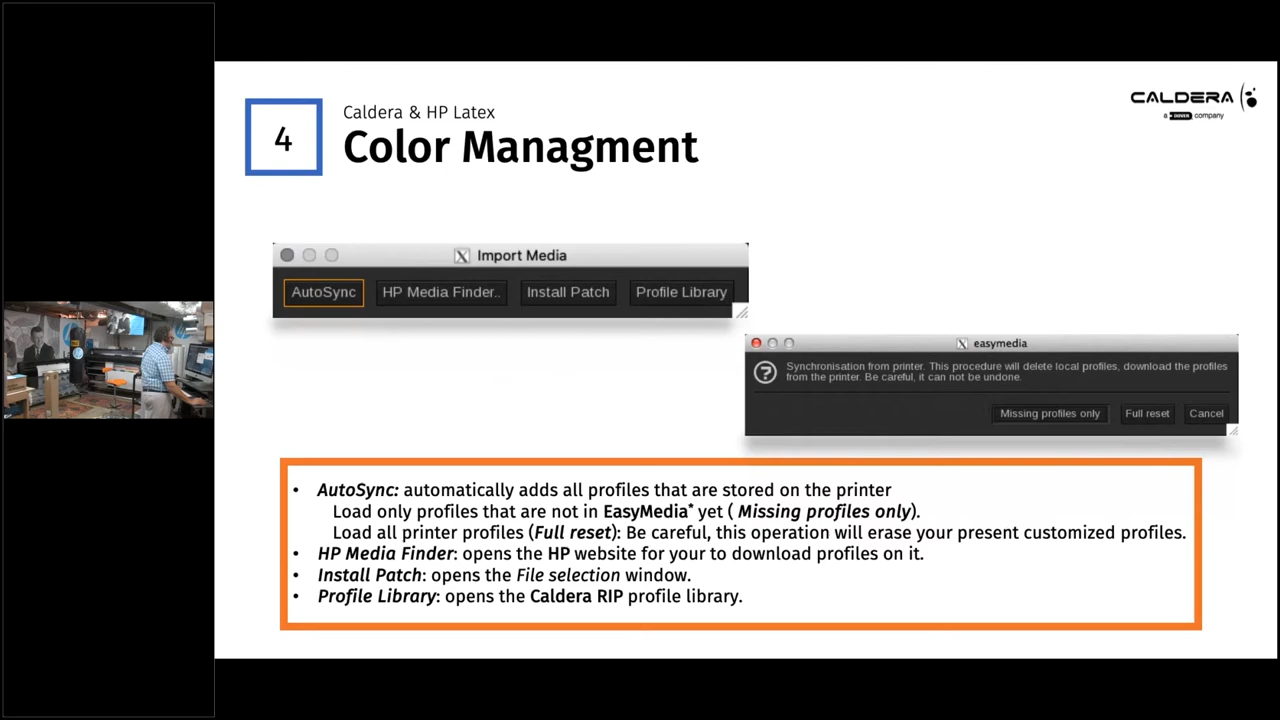 4
Caldera & HP Latex
Color Managment
CALDERA
a DOVER company
Import Media
AutoSync
HP Media Finder..
Install Patch
Profile Library
easymedia
Synchronisation from printer. This procedure will delete local profiles, download the profiles
from the printer. Be careful, it can not be undone.
Missing profiles only
Full reset
Cancel
• AutoSync: automatically adds all profiles that are stored on the printer
Load only profiles that are not in EasyMedia* yet ( Missing profiles only).
Load all printer profiles (Full reset): Be careful, this operation will erase your present customized profiles.
• HP Media Finder: opens the HP website for your to download profiles on it.
• Install Patch: opens the File selection window.
• Profile Library: opens the Caldera RIP profile library.